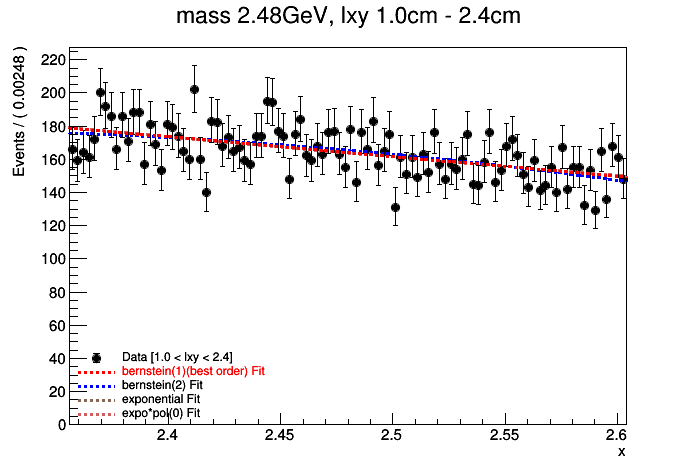 mass 2.48GeV, lxy 1.0cm - 2.4cm
Events / ( 0.00248 )
220
200
180
160
140
120
100
80
60
40
20
0
Data [1.0 < lxy < 2.4]
bernstein(1)(best order) Fit
bernstein(2) Fit
exponential Fit
expo*pol(0) Fit
2.4 2.45 2.5 2.55 2.6
x